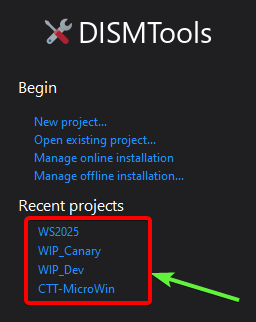 DISMTools
Begin
New project...
Open existing project...
Manage online installation
Manage offline installation...
Recent projects
WS2025
WIP_Canary
WIP_Dev
CTT-MicroWin